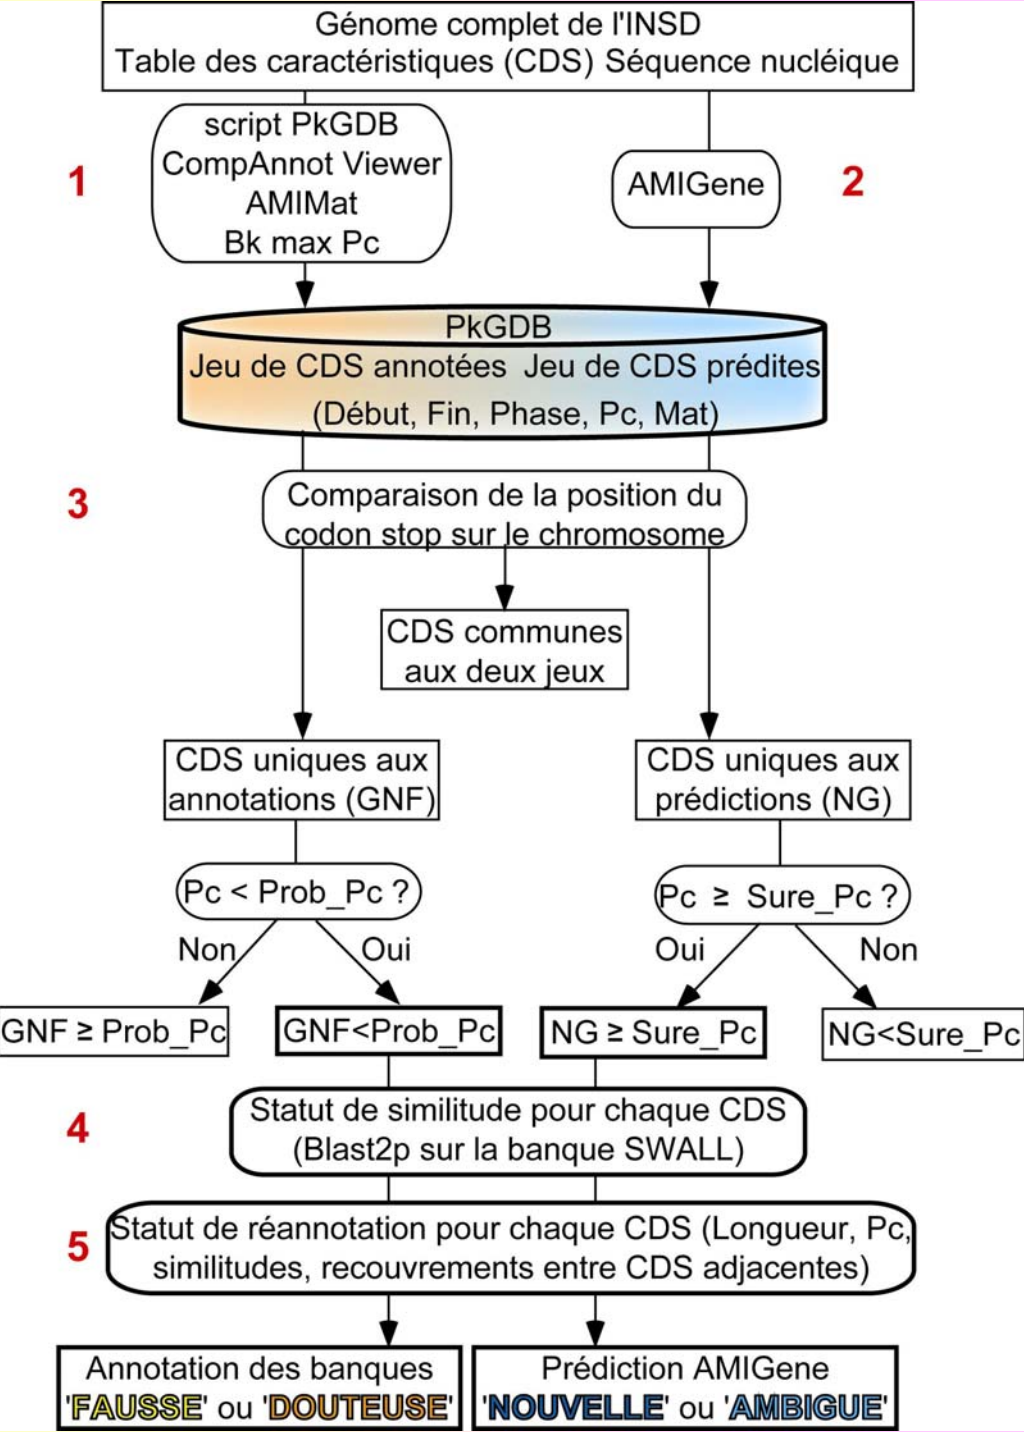 Génome complet de l'INSD
Table des caractéristiques (CDS) Séquence nucléique
script PkGDB
CompAnnot Viewer
AMIMat
Bk max Pc
1
AMIGene
2
PkGDB
Jeu de CDS annotées Jeu de CDS prédites
(Début, Fin, Phase, Pc, Mat)
3
Comparaison de la position du
codon stop sur le chromosome
CDS communes
aux deux jeux
CDS uniques aux
annotations (GNF)
CDS uniques aux
prédictions (NG)
Pc < Prob_Pc ?
Pc ≥ Sure_Pc ?
Non
Oui
Oui
Non
GNF ≥ Prob_Pc
GNF<Prob_Pc
NG ≥ Sure_Pc
NG<Sure_Pc
4
Statut de similitude pour chaque CDS
(Blast2p sur la banque SWALL)
5
Statut de réannotation pour chaque CDS (Longueur, Pc,
similitudes, recouvrements entre CDS adjacentes)
Annotation des banques
'FAUSSE' ou 'DOUTEUSE'
Prédiction AMIGene
'NOUVELLE' ou 'AMBIGUE'